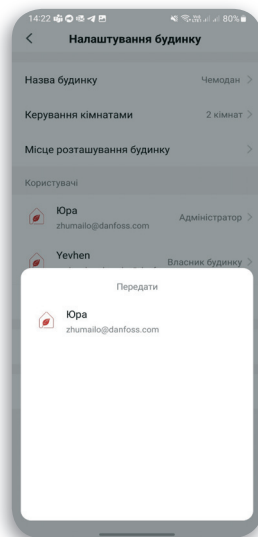 14:22
80%
Налаштування будинку
Назва будинку Чемодан
Керування кімнатами 2 кімнат
Місце розташування будинку
Користувачі
Юра
zhumailo@danfoss.com
Адміністратор
Yevhen
Власник будинку
Передати
Юра
zhumailo@danfoss.com